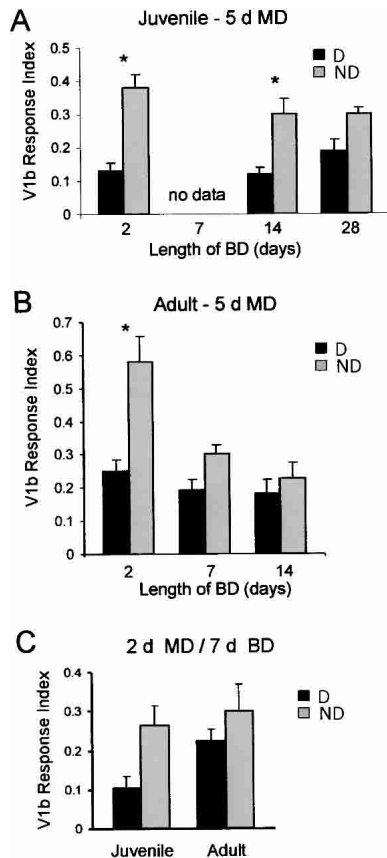 A
Juvenile - 5 d MD
D
ND
V1b Response Index
0.5
0.4
0.3
0.2
0.1
0
*
*
no data
2
7
14
28
Length of BD (days)
B
Adult - 5 d MD
D
ND
V1b Response Index
0.7
0.6
0.5
0.4
0.3
0.2
0.1
0
*
2
7
14
Length of BD (days)
C
2 d MD / 7 d BD
D
ND
V1b Response Index
0.4
0.3
0.2
0.1
0
Juvenile
Adult